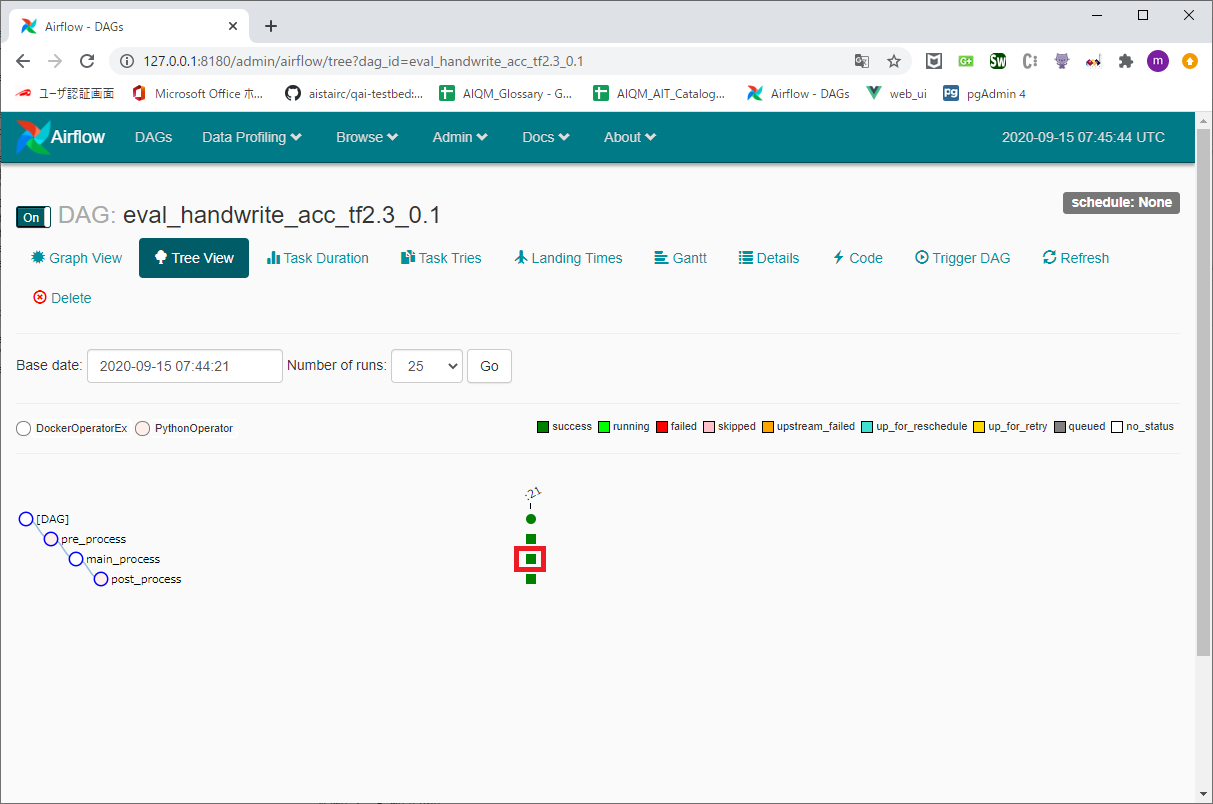 Airflow - DAGs
127.0.0.1:8180/admin/airflow/tree?dag_id=eval_handwrite_acc_tf2.3_0.1
ユーザ認証画面 Microsoft Office ホ... aistairc/qai-testbed:... AIQM_Glossary - G... AIQM_AIT_Catalog... Airflow - DAGs web_ui pgAdmin 4
Airflow DAGs Data Profiling Browse Admin Docs About 2020-09-15 07:45:44 UTC
schedule: None
On DAG: eval_handwrite_acc_tf2.3_0.1
Graph View Tree View Task Duration Task Tries Landing Times Gantt Details Code Trigger DAG Refresh
Delete
Base date: 2020-09-15 07:44:21 Number of runs: 25 Go
DockerOperatorEx PythonOperator success running failed skipped upstream_failed up_for_reschedule up_for_retry queued no_status
:21
[DAG]
pre_process
main_process
post_process